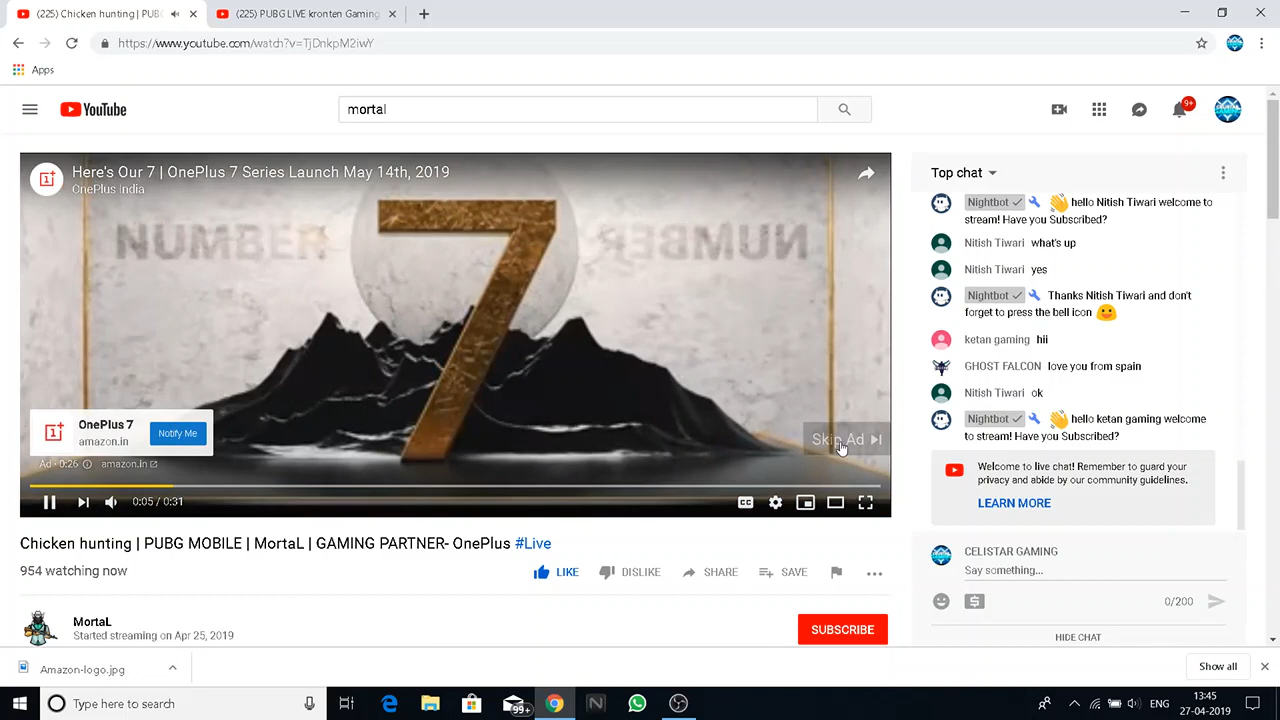 (225) Chicken hunting | PUBG
(225) PUBG LIVE kronten Gaming
https://www.youtube.com/watch?v=TjDnkpM2iwY
Apps
YouTube
mortal
9+
Here's Our 7 | OnePlus 7 Series Launch May 14th, 2019
OnePlus India
NUMBER
7
OnePlus 7
amazon.in
Notify Me
Skip Ad
Ad · 0:26
amazon.in
0:05 / 0:31
CC
Chicken hunting | PUBG MOBILE | MortaL | GAMING PARTNER- OnePlus #Live
954 watching now
LIKE
DISLIKE
SHARE
SAVE
MortaL
Started streaming on Apr 25, 2019
SUBSCRIBE
Top chat
Nightbot hello Nitish Tiwari welcome to
stream! Have you Subscribed?
Nitish Tiwari what's up
Nitish Tiwari yes
Nightbot Thanks Nitish Tiwari and don't
forget to press the bell icon
ketan gaming hii
GHOST FALCON love you from spain
Nitish Tiwari ok
Nightbot hello ketan gaming welcome
to stream! Have you Subscribed?
Welcome to live chat! Remember to guard your
privacy and abide by our community guidelines.
LEARN MORE
CELISTAR GAMING
Say something...
0/200
HIDE CHAT
Amazon-logo.jpg
Show all
Type here to search
99+
ENG
13:45
27-04-2019